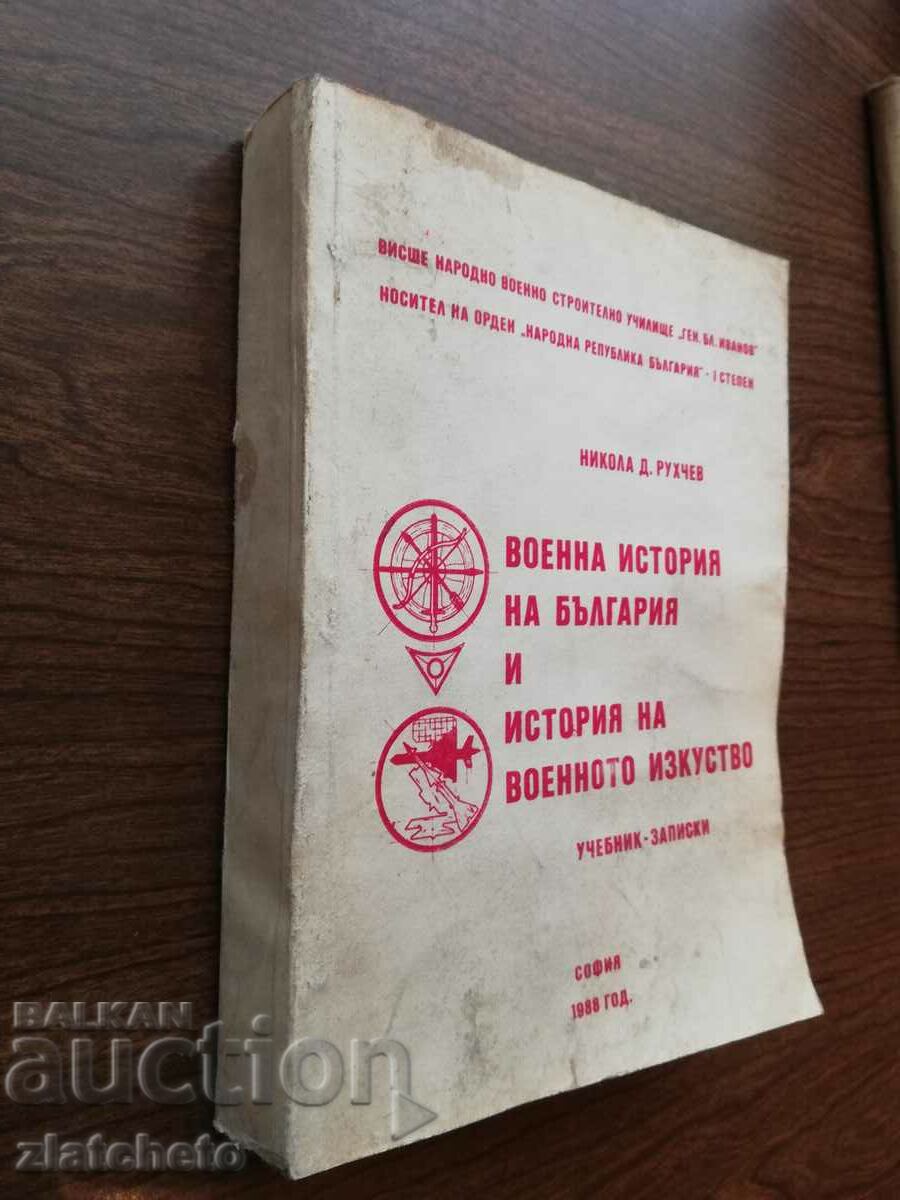 ВИСШЕ НАРОДНО ВОЕННО СТРОИТЕЛНО УЧИЛИЩЕ „ГЕН. БЛ. ИВАНОВ"
НОСИТЕЛ НА ОРДЕН „НАРОДНА РЕПУБЛИКА БЪЛГАРИЯ" - I СТЕПЕН
НИКОЛА Д. РУХЧЕВ
ВОЕННА ИСТОРИЯ
НА БЪЛГАРИЯ
И
ИСТОРИЯ НА
ВОЕННОТО ИЗКУСТВО
УЧЕБНИК-ЗАПИСКИ
СОФИЯ
1988 ГОД.
BALKAN
auction
zlatcheto